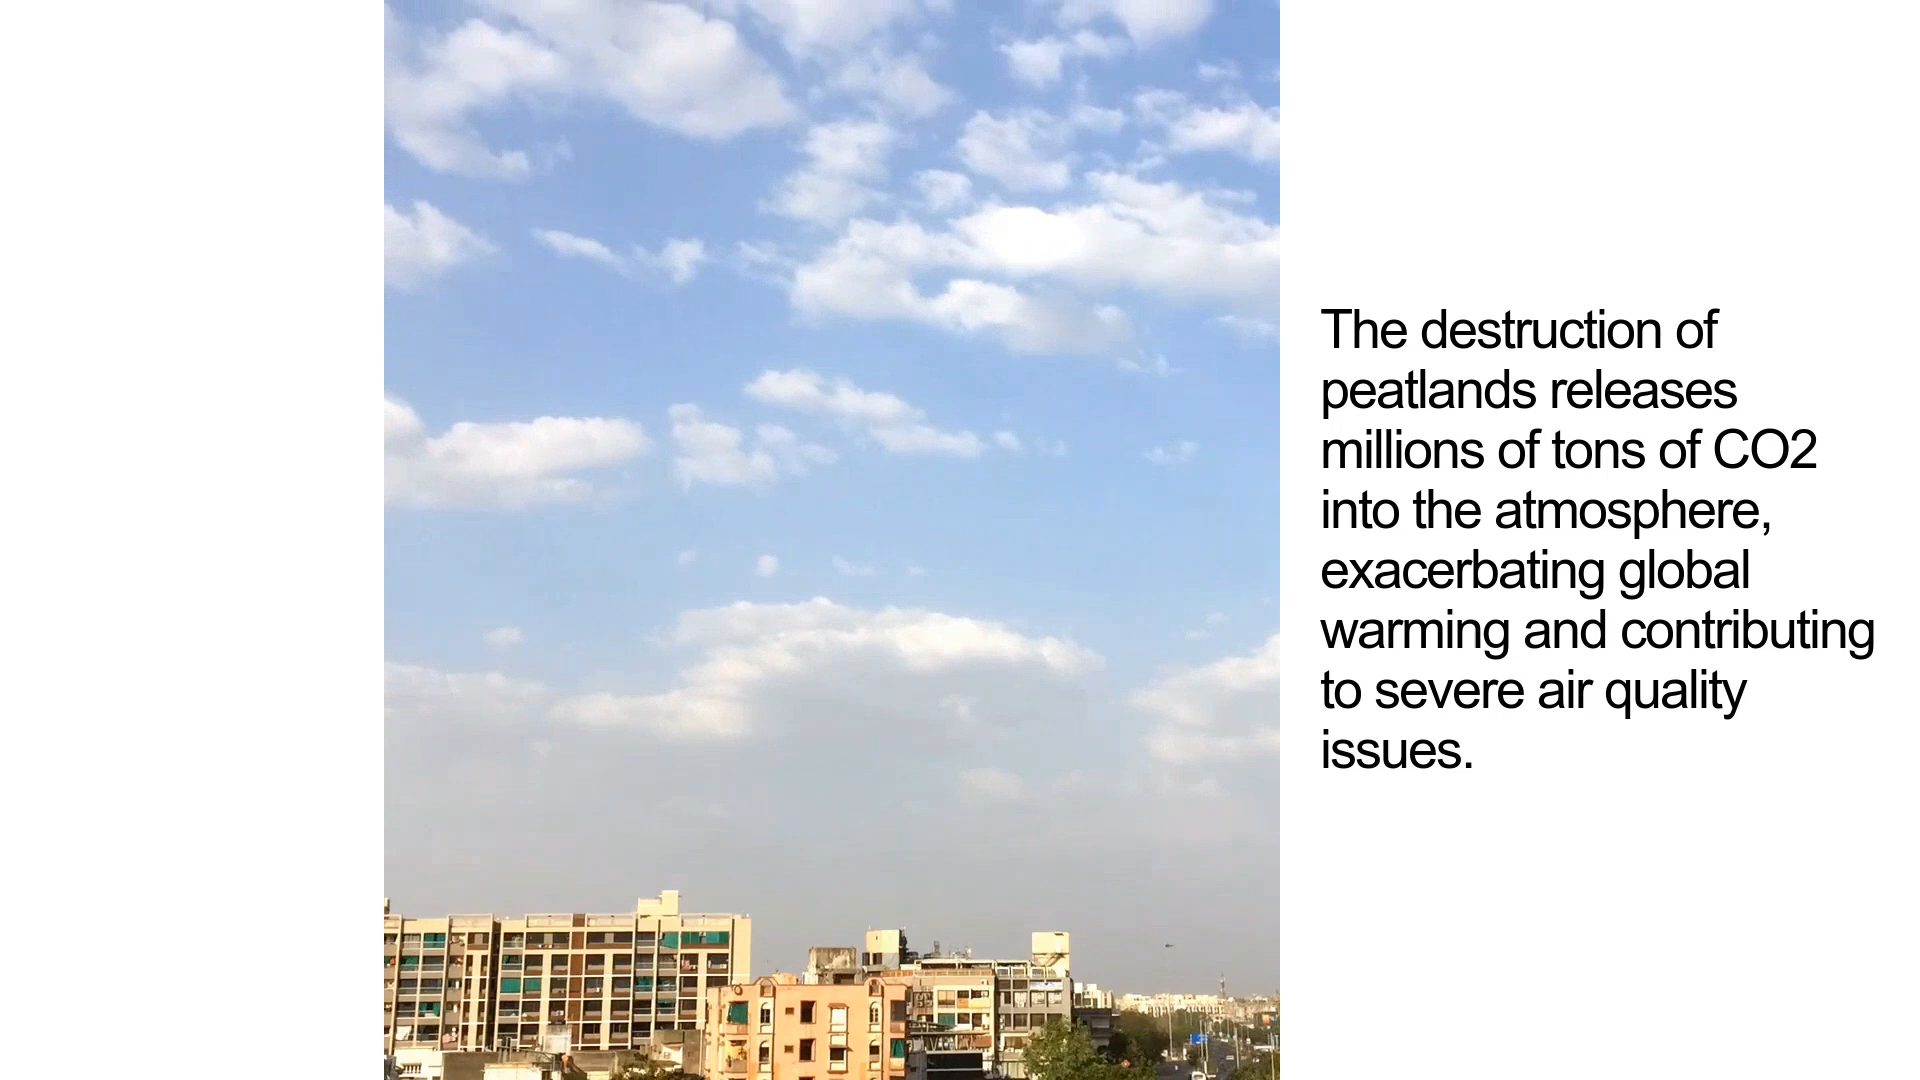 The destruction of
peatlands releases
millions of tons of CO2
into the atmosphere,
exacerbating global
warming and contributing
to severe air quality
issues.